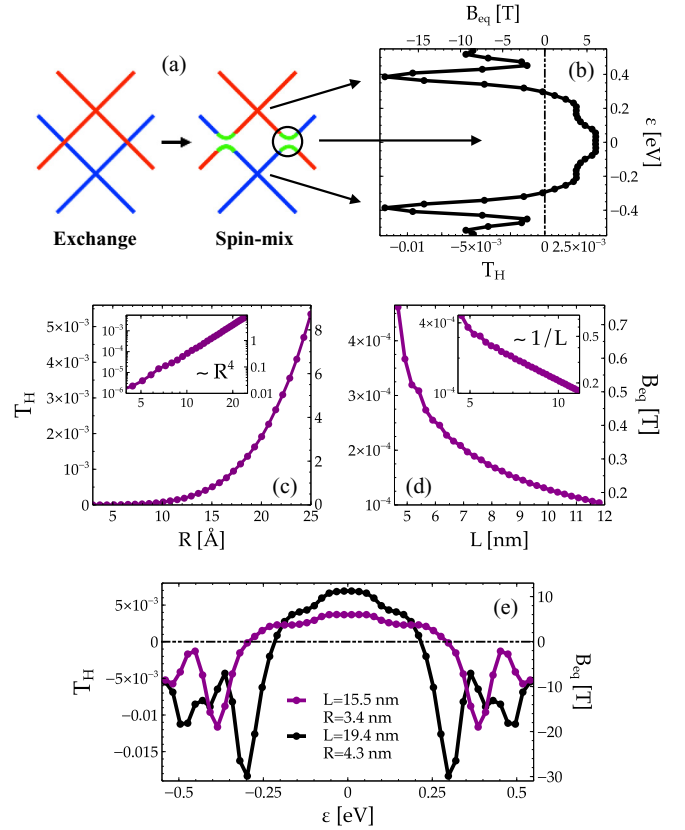 B_eq [T]
−15 −10 −5 0 5
(a)
(b)
0.4
0.2
0
−0.2
−0.4
ε [eV]
Exchange
Spin-mix
−0.01 −5×10⁻³ 0 2.5×10⁻³
T_H
5×10⁻³
4×10⁻³
3×10⁻³
2×10⁻³
1×10⁻³
0
T_H
10⁻³
10⁻⁴
10⁻⁵
10⁻⁶
1
0.1
0.01
~ R⁴
5 10 20
8
6
4
2
0
(c)
5 10 15 20 25
R [Å]
4×10⁻⁴
3×10⁻⁴
2×10⁻⁴
10⁻⁴
4×10⁻⁴
10⁻⁴
~ 1/L
0.5
0.2
5 10
0.7
0.6
0.5
0.4
0.3
0.2
B_eq [T]
(d)
5 6 7 8 9 10 11 12
L [nm]
(e)
5×10⁻³
0
−5×10⁻³
−0.01
−0.015
T_H
10
0
−10
−20
−30
B_eq [T]
L=15.5 nm
R=3.4 nm
L=19.4 nm
R=4.3 nm
−0.5 −0.25 0 0.25 0.5
ε [eV]